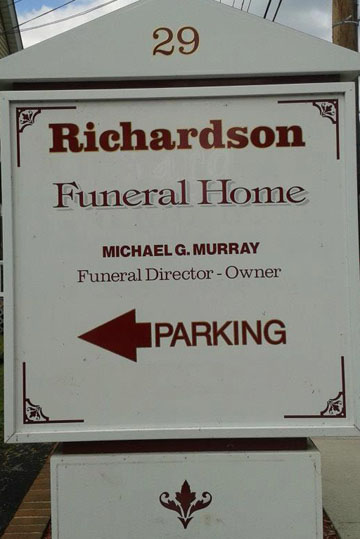 29
Richardson
Funeral Home
MICHAEL G. MURRAY
Funeral Director - Owner
PARKING